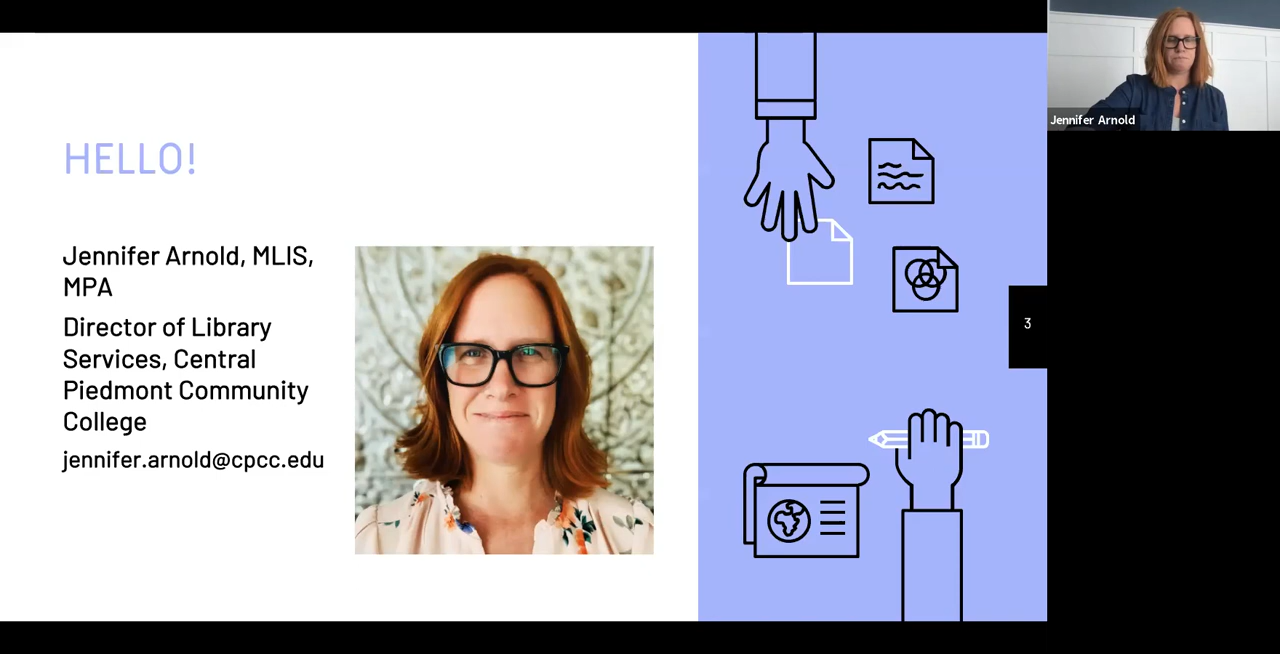 HELLO!
Jennifer Arnold, MLIS,
MPA
Director of Library
Services, Central
Piedmont Community
College
jennifer.arnold@cpcc.edu
3
Jennifer Arnold